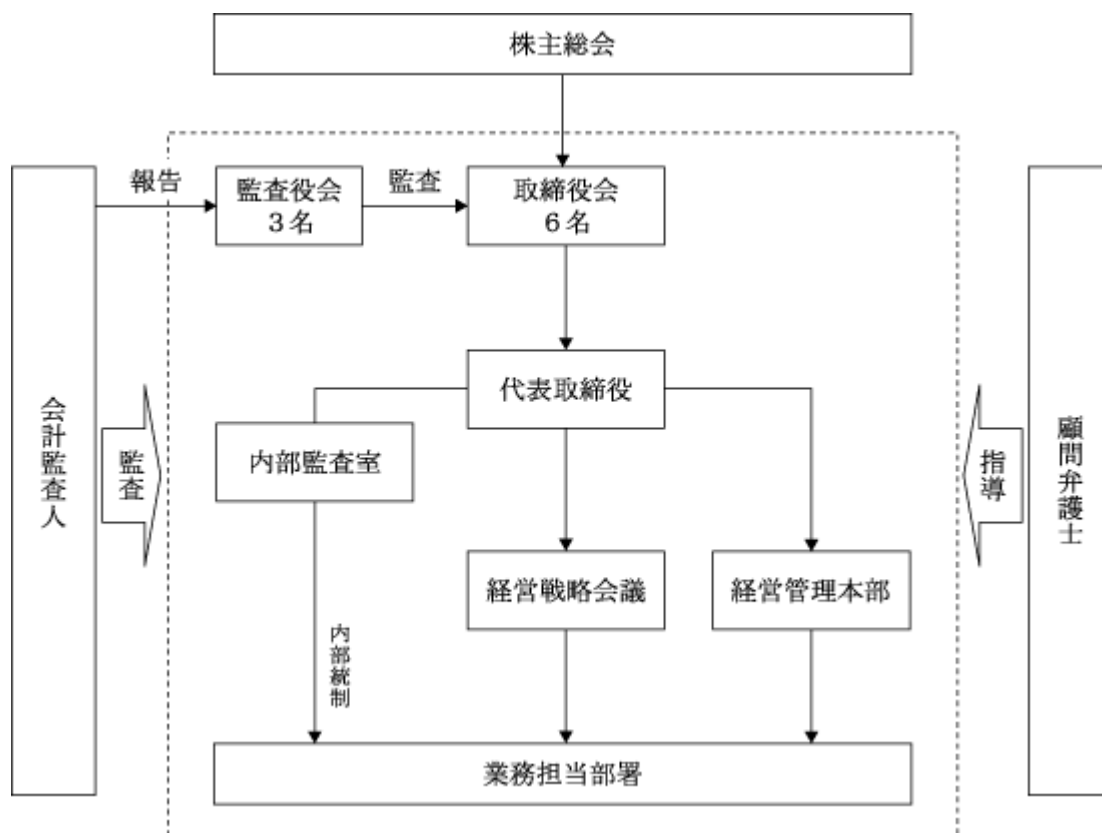 株主総会
報告
監査役会
3名
監査
取締役会
6名
代表取締役
会計監査人
監査
内部監査室
指導
顧問弁護士
経営戦略会議
経営管理本部
内部統制
業務担当部署